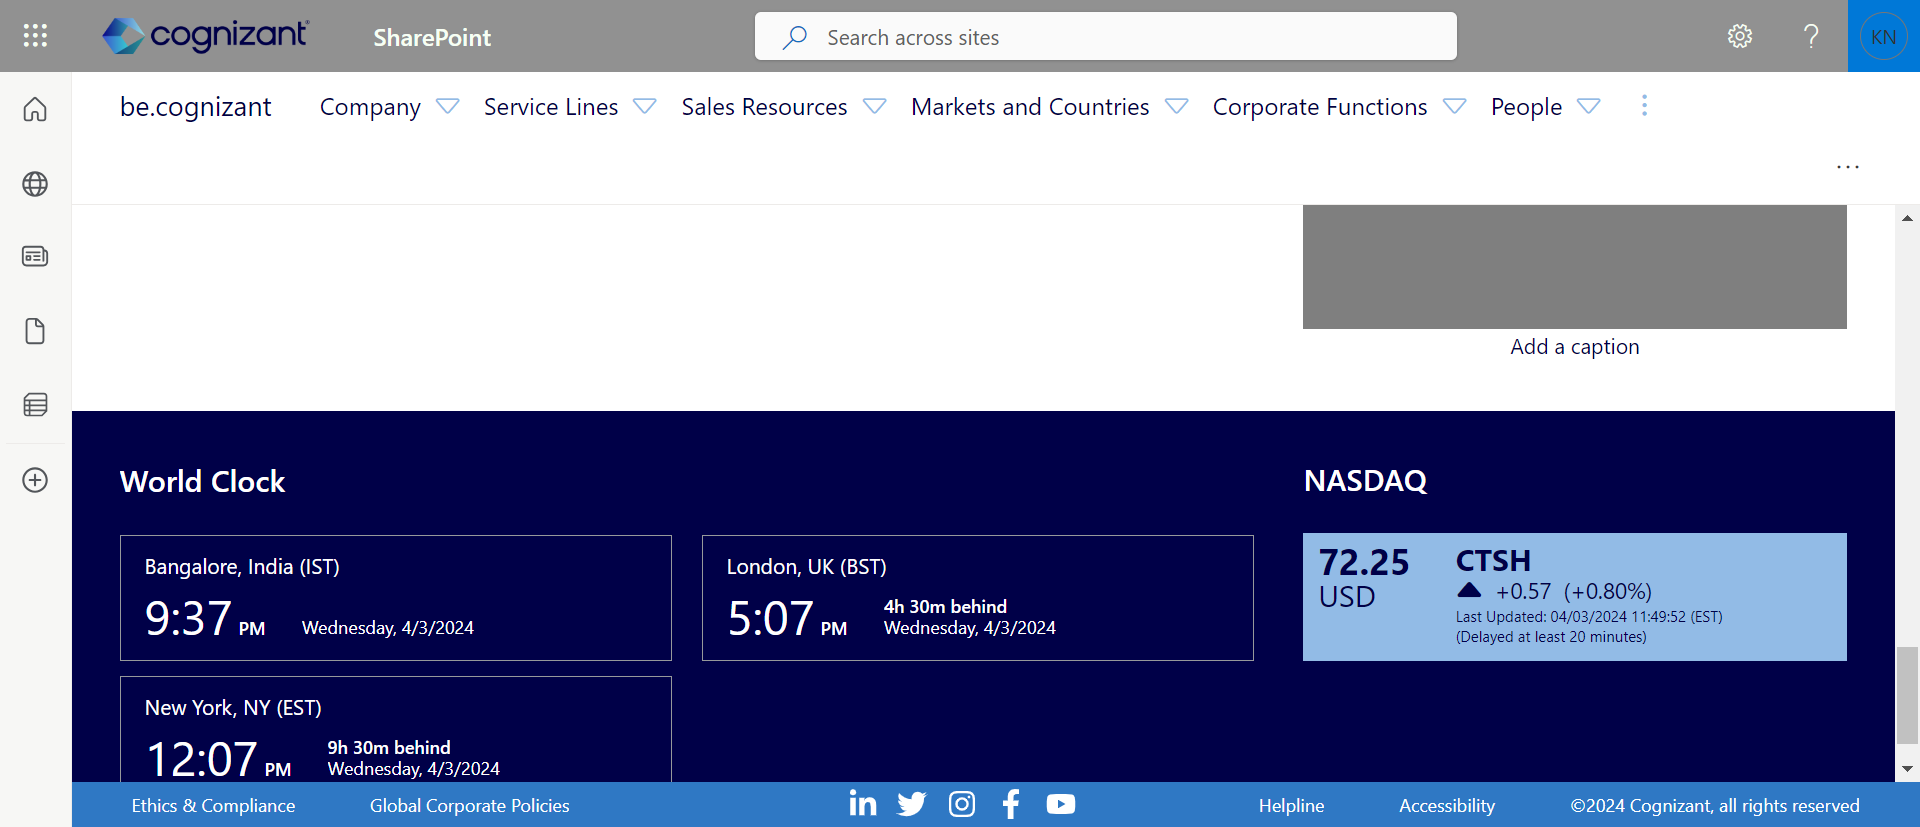 cognizant
SharePoint
Search across sites
KN
be.cognizant
Company
Service Lines
Sales Resources
Markets and Countries
Corporate Functions
People
Add a caption
World Clock
NASDAQ
Bangalore, India (IST)
9:37 PM Wednesday, 4/3/2024
London, UK (BST)
5:07 PM 4h 30m behind
Wednesday, 4/3/2024
72.25
USD
CTSH
+0.57 (+0.80%)
Last Updated: 04/03/2024 11:49:52 (EST)
(Delayed at least 20 minutes)
New York, NY (EST)
12:07 PM 9h 30m behind
Wednesday, 4/3/2024
Ethics & Compliance
Global Corporate Policies
Helpline
Accessibility
©2024 Cognizant, all rights reserved